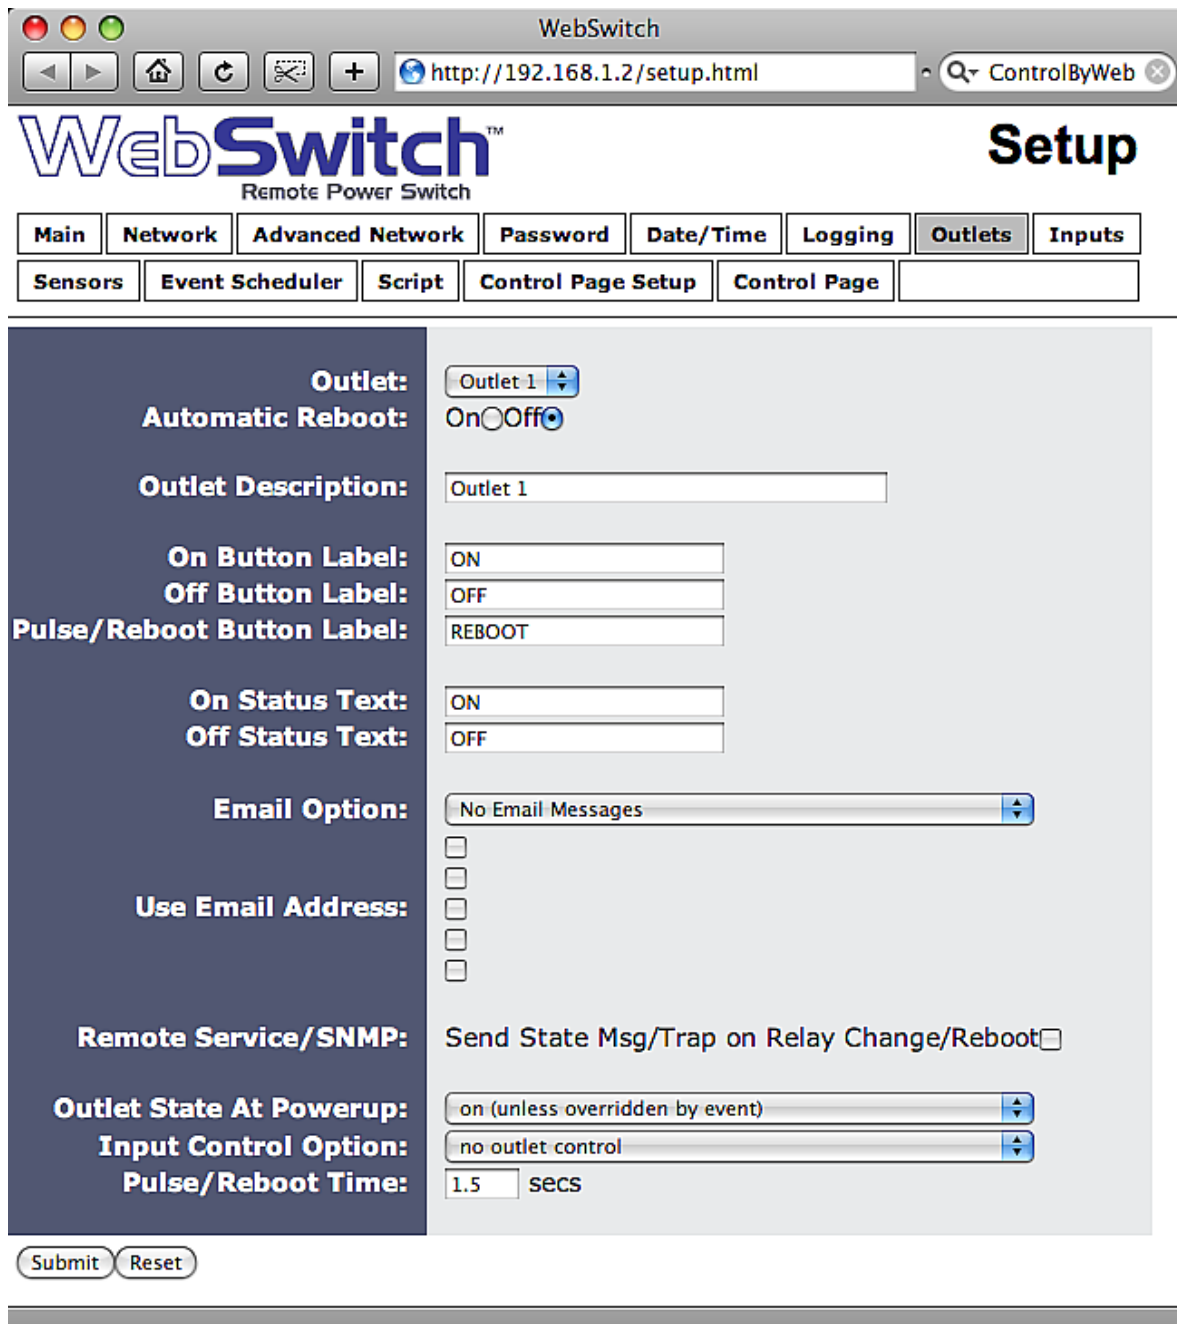 WebSwitch
http://192.168.1.2/setup.html
ControlByWeb
WebSwitch™
Remote Power Switch
Setup
Main Network Advanced Network Password Date/Time Logging Outlets Inputs
Sensors Event Scheduler Script Control Page Setup Control Page
Outlet: Outlet 1
Automatic Reboot: On Off
Outlet Description: Outlet 1
On Button Label: ON
Off Button Label: OFF
Pulse/Reboot Button Label: REBOOT
On Status Text: ON
Off Status Text: OFF
Email Option: No Email Messages
Use Email Address:
Remote Service/SNMP: Send State Msg/Trap on Relay Change/Reboot
Outlet State At Powerup: on (unless overridden by event)
Input Control Option: no outlet control
Pulse/Reboot Time: 1.5 secs
Submit Reset